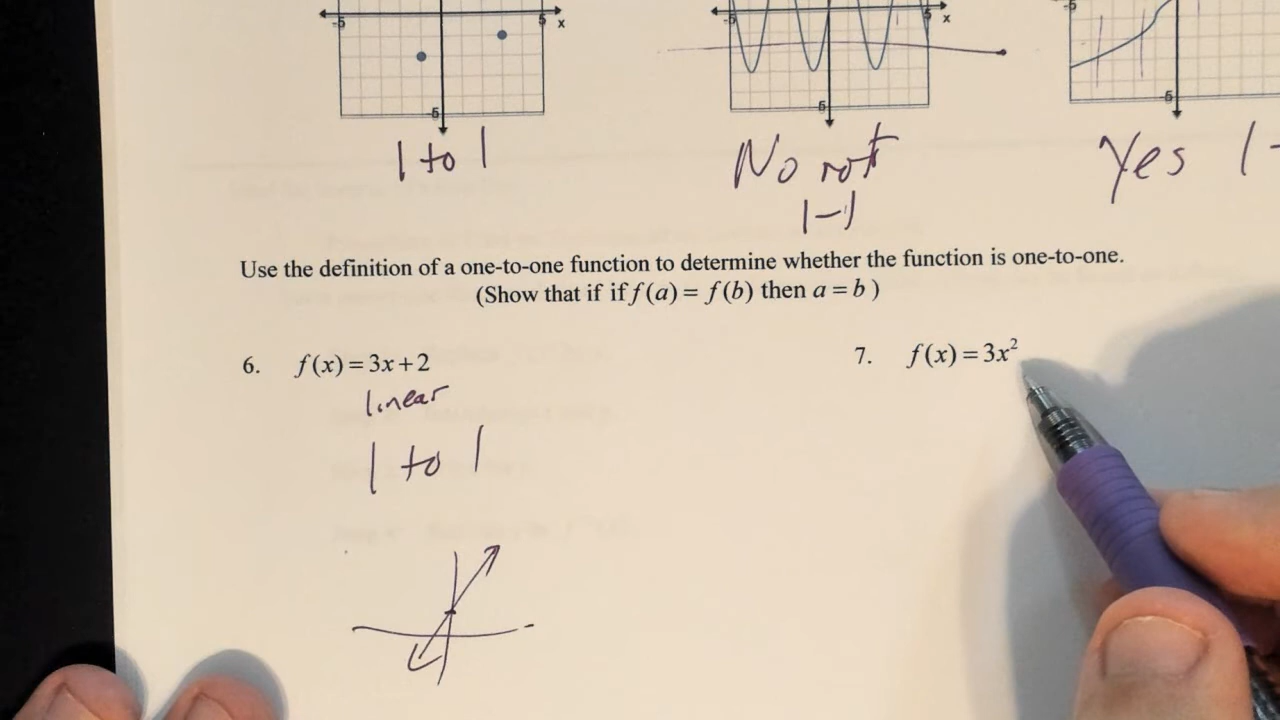 -5 5 x
-5 5 x
-5
-5
5
-5
1 to 1
No not
1-1
Yes 1-
Use the definition of a one-to-one function to determine whether the function is one-to-one.
(Show that if if f(a) = f(b) then a = b )
6. f(x) = 3x + 2
linear
1 to 1
7. f(x) = 3x²